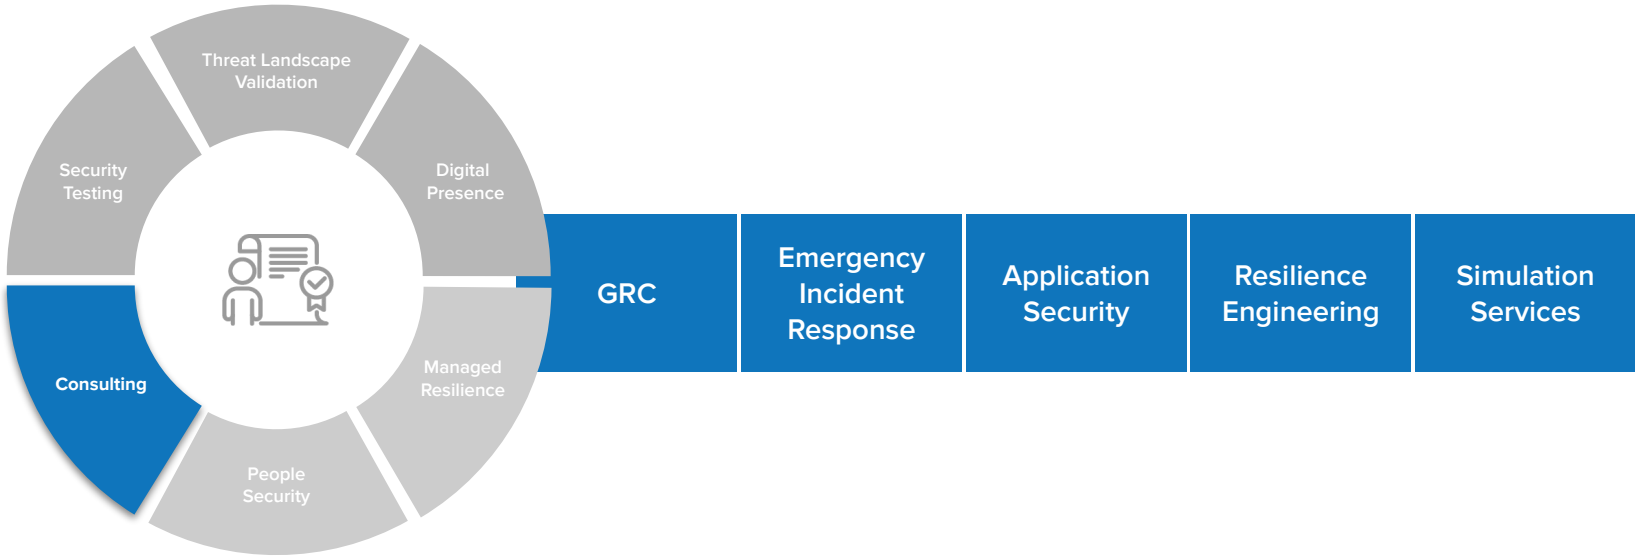 Threat Landscape
Validation
Digital
Presence
Managed
Resilience
People
Security
Consulting
Security
Testing
GRC
Emergency
Incident
Response
Application
Security
Resilience
Engineering
Simulation
Services